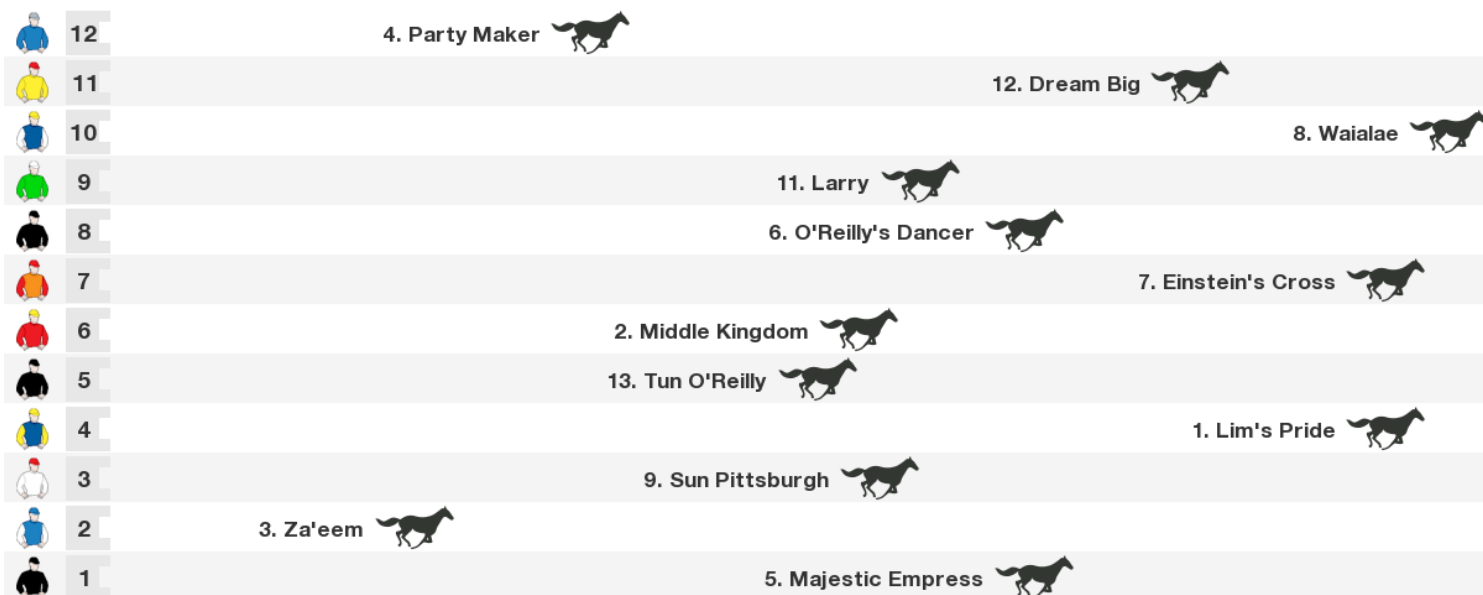 12 4. Party Maker
11 12. Dream Big
10 8. Waialae
9 11. Larry
8 6. O'Reilly's Dancer
7 7. Einstein's Cross
6 2. Middle Kingdom
5 13. Tun O'Reilly
4 1. Lim's Pride
3 9. Sun Pittsburgh
2 3. Za'eem
1 5. Majestic Empress